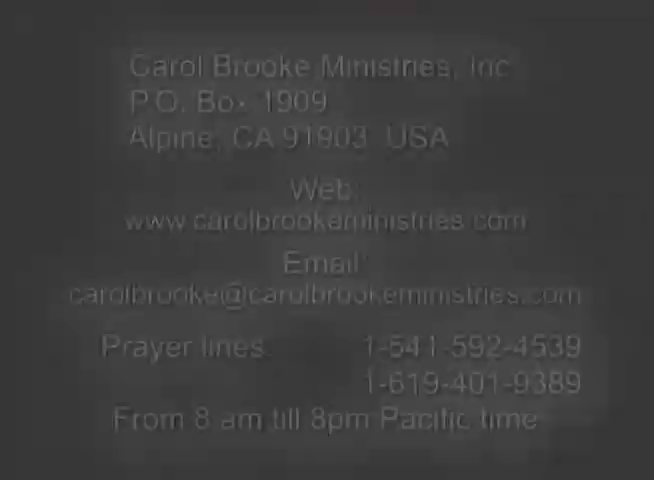 Carol Brooke Ministries, Inc
P.O. Box 1909
Alpine, CA 91903 USA
Web:
www.carolbrookeministries.com
Email:
carolbrooke@carolbrookeministries.com
Prayer lines: 1-541-592-4539
1-619-401-9389
From 8 am till 8pm Pacific time